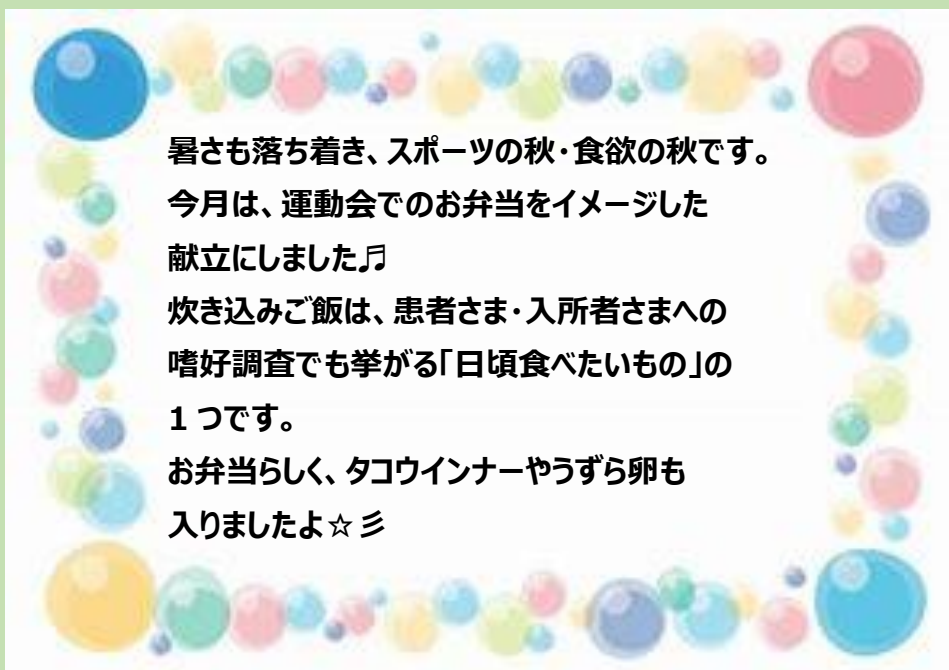 暑さも落ち着き、スポーツの秋・食欲の秋です。
今月は、運動会でのお弁当をイメージした
献立にしました♬
炊き込みご飯は、患者さま・入所者さまへの
嗜好調査でも挙がる「日頃食べたいもの」の
1つです。
お弁当らしく、タコウインナーやうずら卵も
入りましたよ☆彡